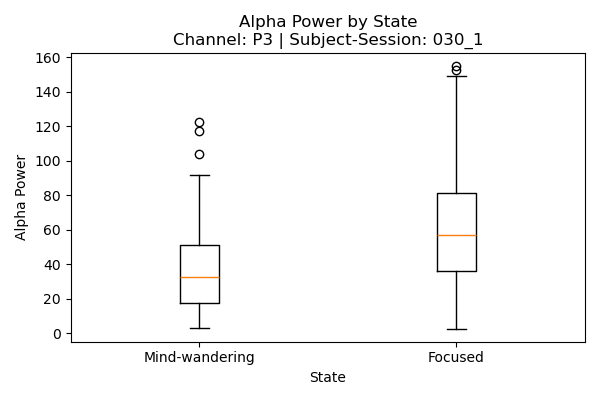 Alpha Power by State
Channel: P3 | Subject-Session: 030_1
160
140
120
100
80
60
40
20
0
Alpha Power
Mind-wandering
Focused
State